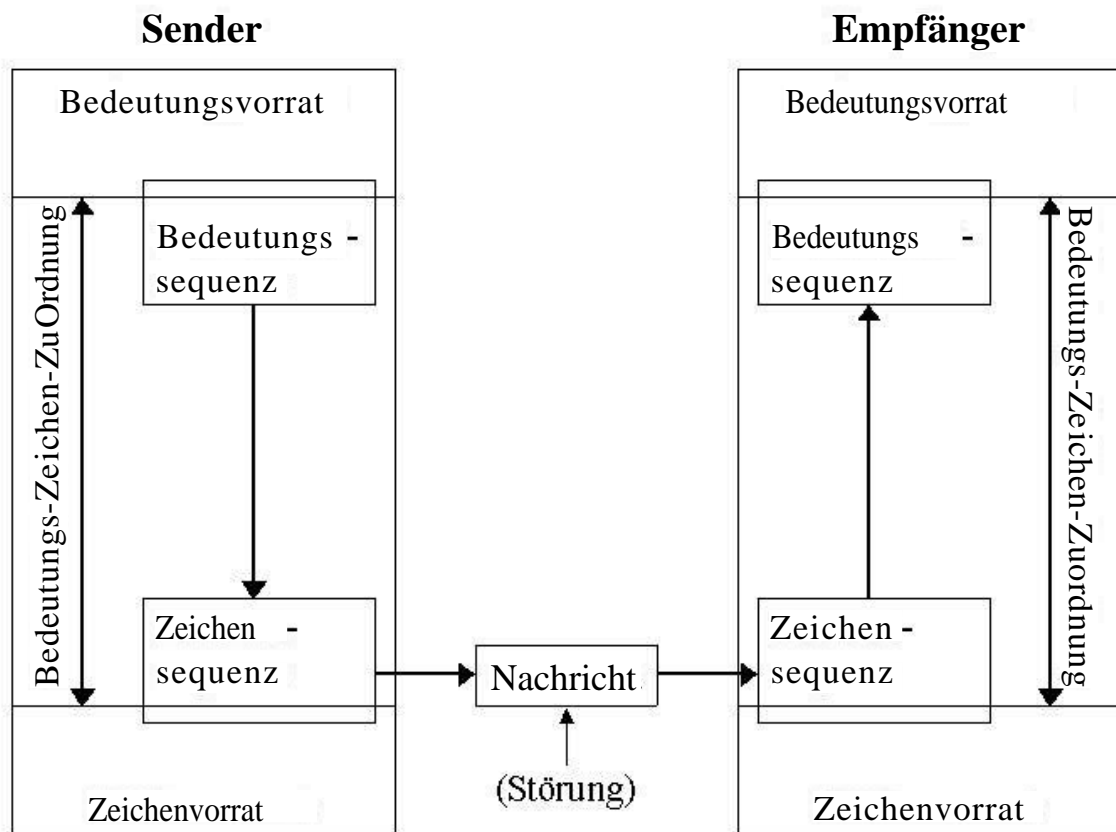 Sender
Bedeutungsvorrat
Bedeutungs-Zeichen-ZuOrdnung
Bedeutungs -
sequenz
Zeichen -
sequenz
Zeichenvorrat
Nachricht
(Störung)
Empfänger
Bedeutungsvorrat
Bedeutungs -
sequenz
Bedeutungs-Zeichen-Zuordnung
Zeichen -
sequenz
Zeichenvorrat